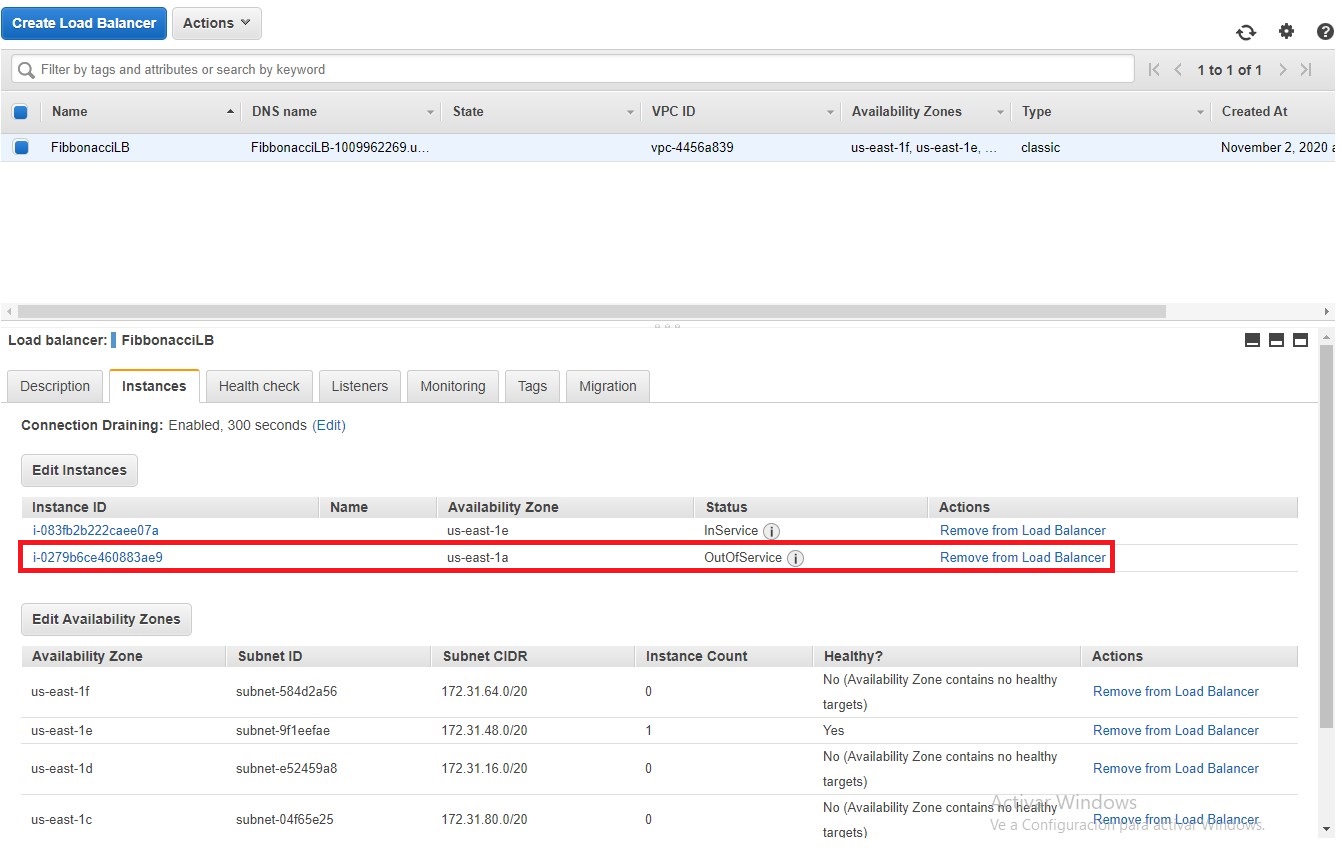 Create Load Balancer Actions
Filter by tags and attributes or search by keyword 1 to 1 of 1
Name DNS name State VPC ID Availability Zones Type Created At
FibbonacciLB FibbonacciLB-1009962269.u... vpc-4456a839 us-east-1f, us-east-1e, ... classic November 2, 2020 a
Load balancer: FibbonacciLB
Description Instances Health check Listeners Monitoring Tags Migration
Connection Draining: Enabled, 300 seconds (Edit)
Edit Instances
Instance ID Name Availability Zone Status Actions
i-083fb2b222caee07a us-east-1e InService i Remove from Load Balancer
i-0279b6ce460883ae9 us-east-1a OutOfService i Remove from Load Balancer
Edit Availability Zones
Availability Zone Subnet ID Subnet CIDR Instance Count Healthy? Actions
us-east-1f subnet-584d2a56 172.31.64.0/20 0 No (Availability Zone contains no healthy targets) Remove from Load Balancer
us-east-1e subnet-9f1eefae 172.31.48.0/20 1 Yes Remove from Load Balancer
us-east-1d subnet-e52459a8 172.31.16.0/20 0 No (Availability Zone contains no healthy targets) Remove from Load Balancer
us-east-1c subnet-04f65e25 172.31.80.0/20 0 No (Availability Zone contains no healthy targets) Remove from Load Balancer
Activar Windows
Ve a Configuración para activar Windows.